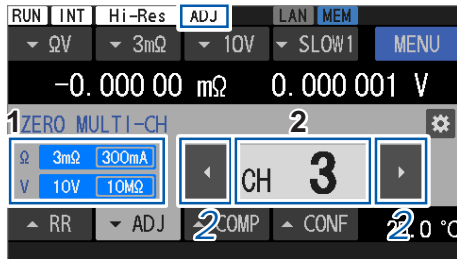 RUN INT Hi-Res ADJ LAN MEM
ΩV 3mΩ 10V SLOW1 MENU
-0.000 00 mΩ 0.000 001 V
1 ZERO MULTI-CH 2
Ω 3mΩ 300mA
V 10V 10MΩ
CH 3
RR ADJ 2 COMP CONF 2 .0 °C